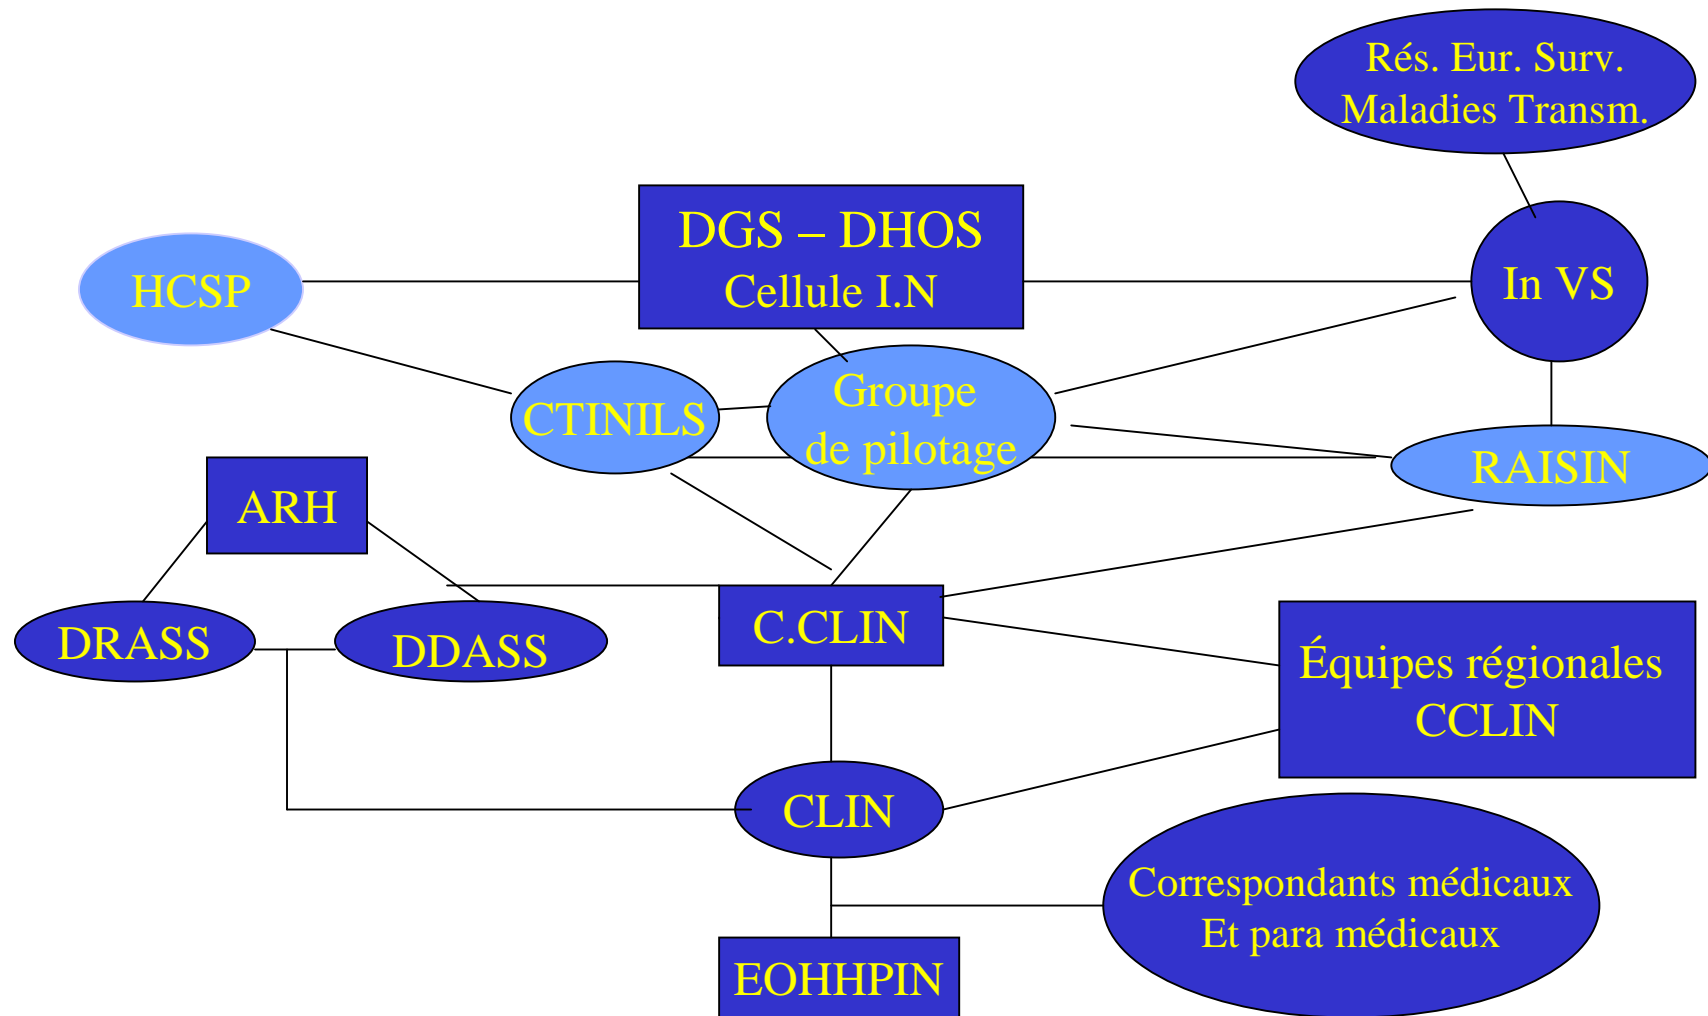 Rés. Eur. Surv.
Maladies Transm.
DGS – DHOS
Cellule I.N
HCSP
In VS
Groupe
de pilotage
CTINILS
RAISIN
ARH
C.CLIN
DRASS
DDASS
Équipes régionales
CCLIN
CLIN
Correspondants médicaux
Et para médicaux
EOHHPIN